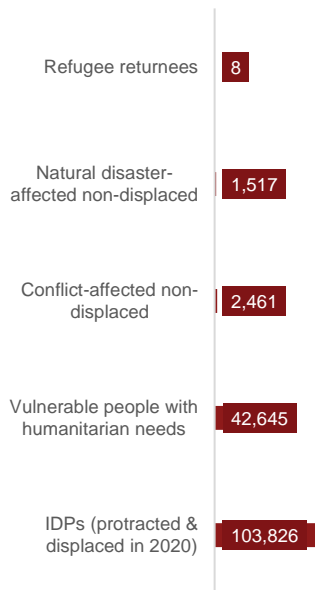 Refugee returnees
8
Natural disaster-
affected non-displaced
1,517
Conflict-affected non-
displaced
2,461
Vulnerable people with
humanitarian needs
42,645
IDPs (protracted &
displaced in 2020)
103,826